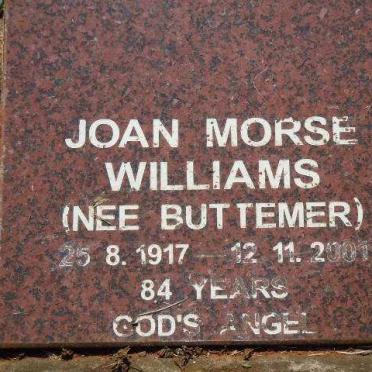 JOAN MORSE
WILLIAMS
(NEE BUTTEMER)
25 8. 1917 — 12 11. 2001
84 YEARS
GOD'S ANGEL